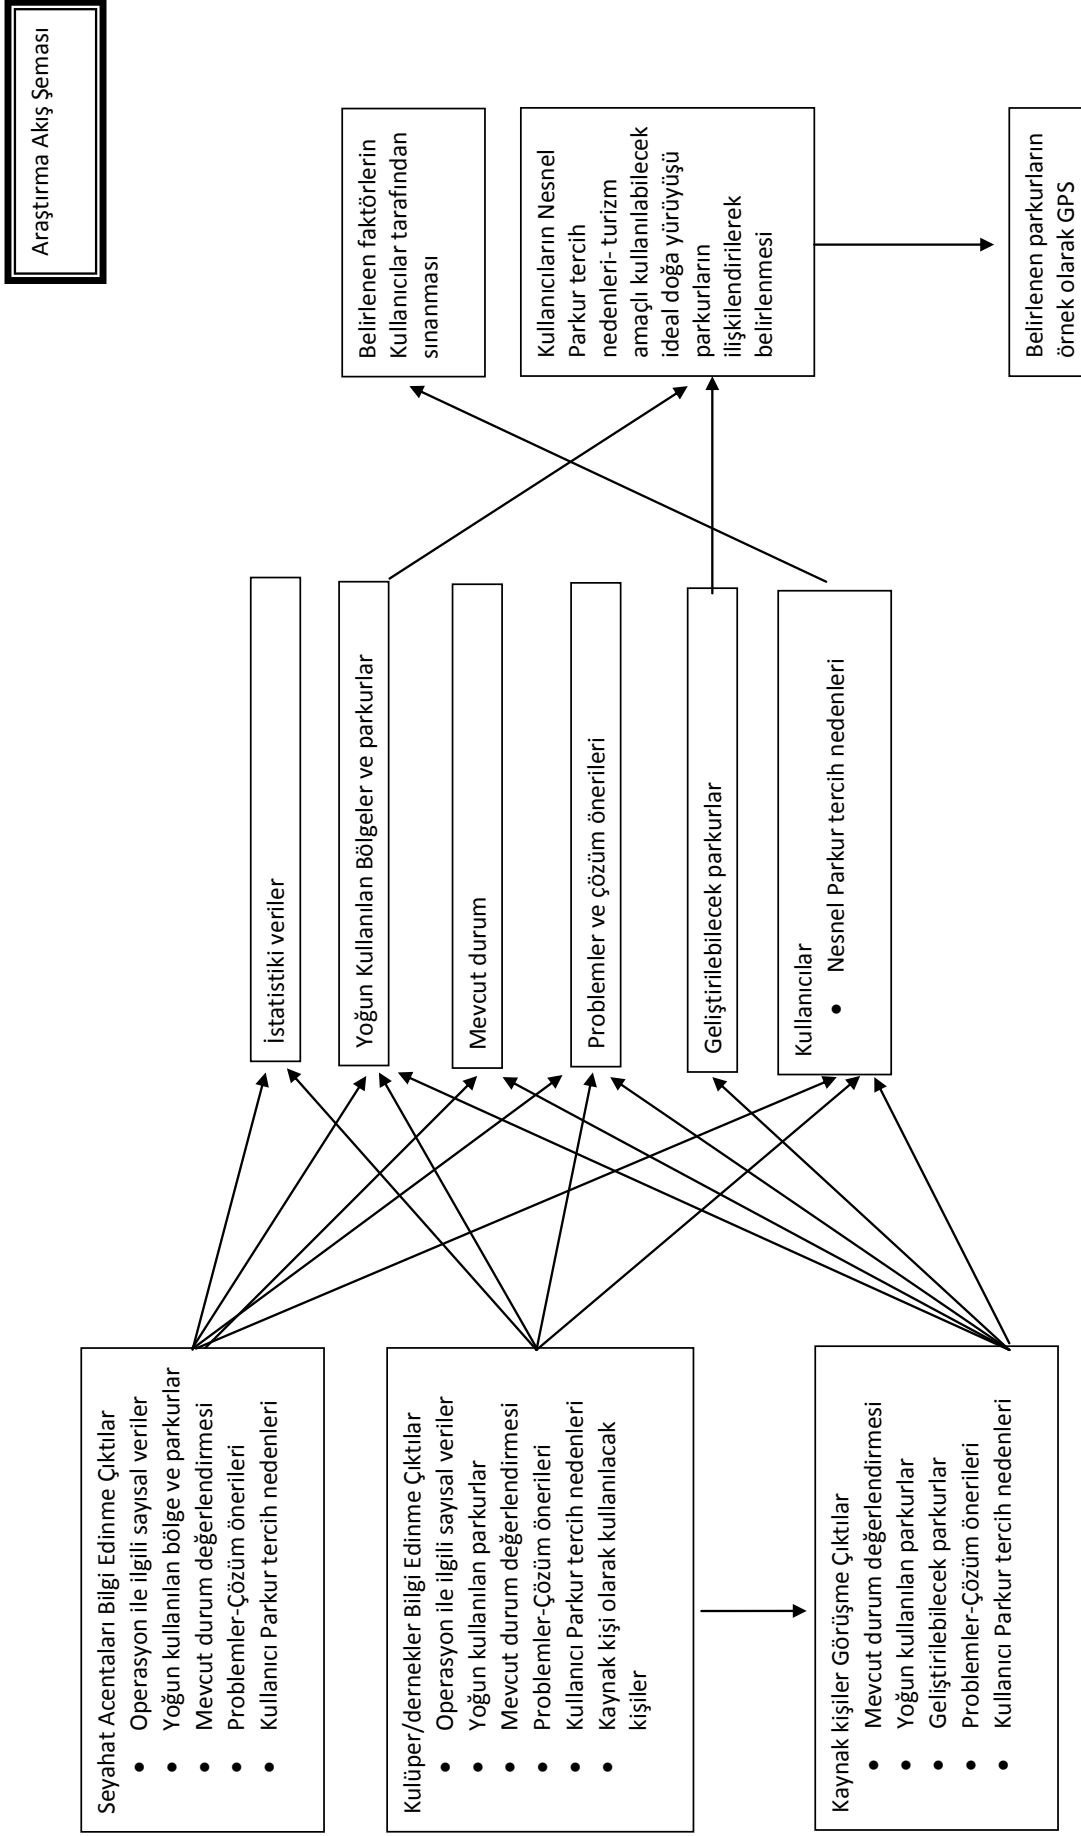 Araştırma Akış Şeması
Seyahat Acentaları Bilgi Edinme Çıktılar
• Operasyon ile ilgili sayısal veriler
• Yoğun kullanılan bölge ve parkurlar
• Mevcut durum değerlendirmesi
• Problemler-Çözüm önerileri
• Kullanıcı Parkur tercih nedenleri
Kulüper/dernekler Bilgi Edinme Çıktılar
• Operasyon ile ilgili sayısal veriler
• Yoğun kullanılan parkurlar
• Mevcut durum değerlendirmesi
• Problemler-Çözüm önerileri
• Kullanıcı Parkur tercih nedenleri
• Kaynak kişi olarak kullanılacak
kişiler
Kaynak kişiler Görüşme Çıktılar
• Mevcut durum değerlendirmesi
• Yoğun kullanılan parkurlar
• Geliştirilebilecek parkurlar
• Problemler-Çözüm önerileri
• Kullanıcı Parkur tercih nedenleri
İstatistiki veriler
Yoğun Kullanılan Bölgeler ve parkurlar
Mevcut durum
Problemler ve çözüm önerileri
Geliştirilebilecek parkurlar
Kullanıcılar
• Nesnel Parkur tercih nedenleri
Belirlenen faktörlerin
Kullanıcılar tarafından
sınanması
Kullanıcıların Nesnel
Parkur tercih
nedenleri- turizm
amaçlı kullanılabilecek
ideal doğa yürüyüşü
parkurların
ilişkilendirilerek
belirlenmesi
Belirlenen parkurların
örnek olarak GPS